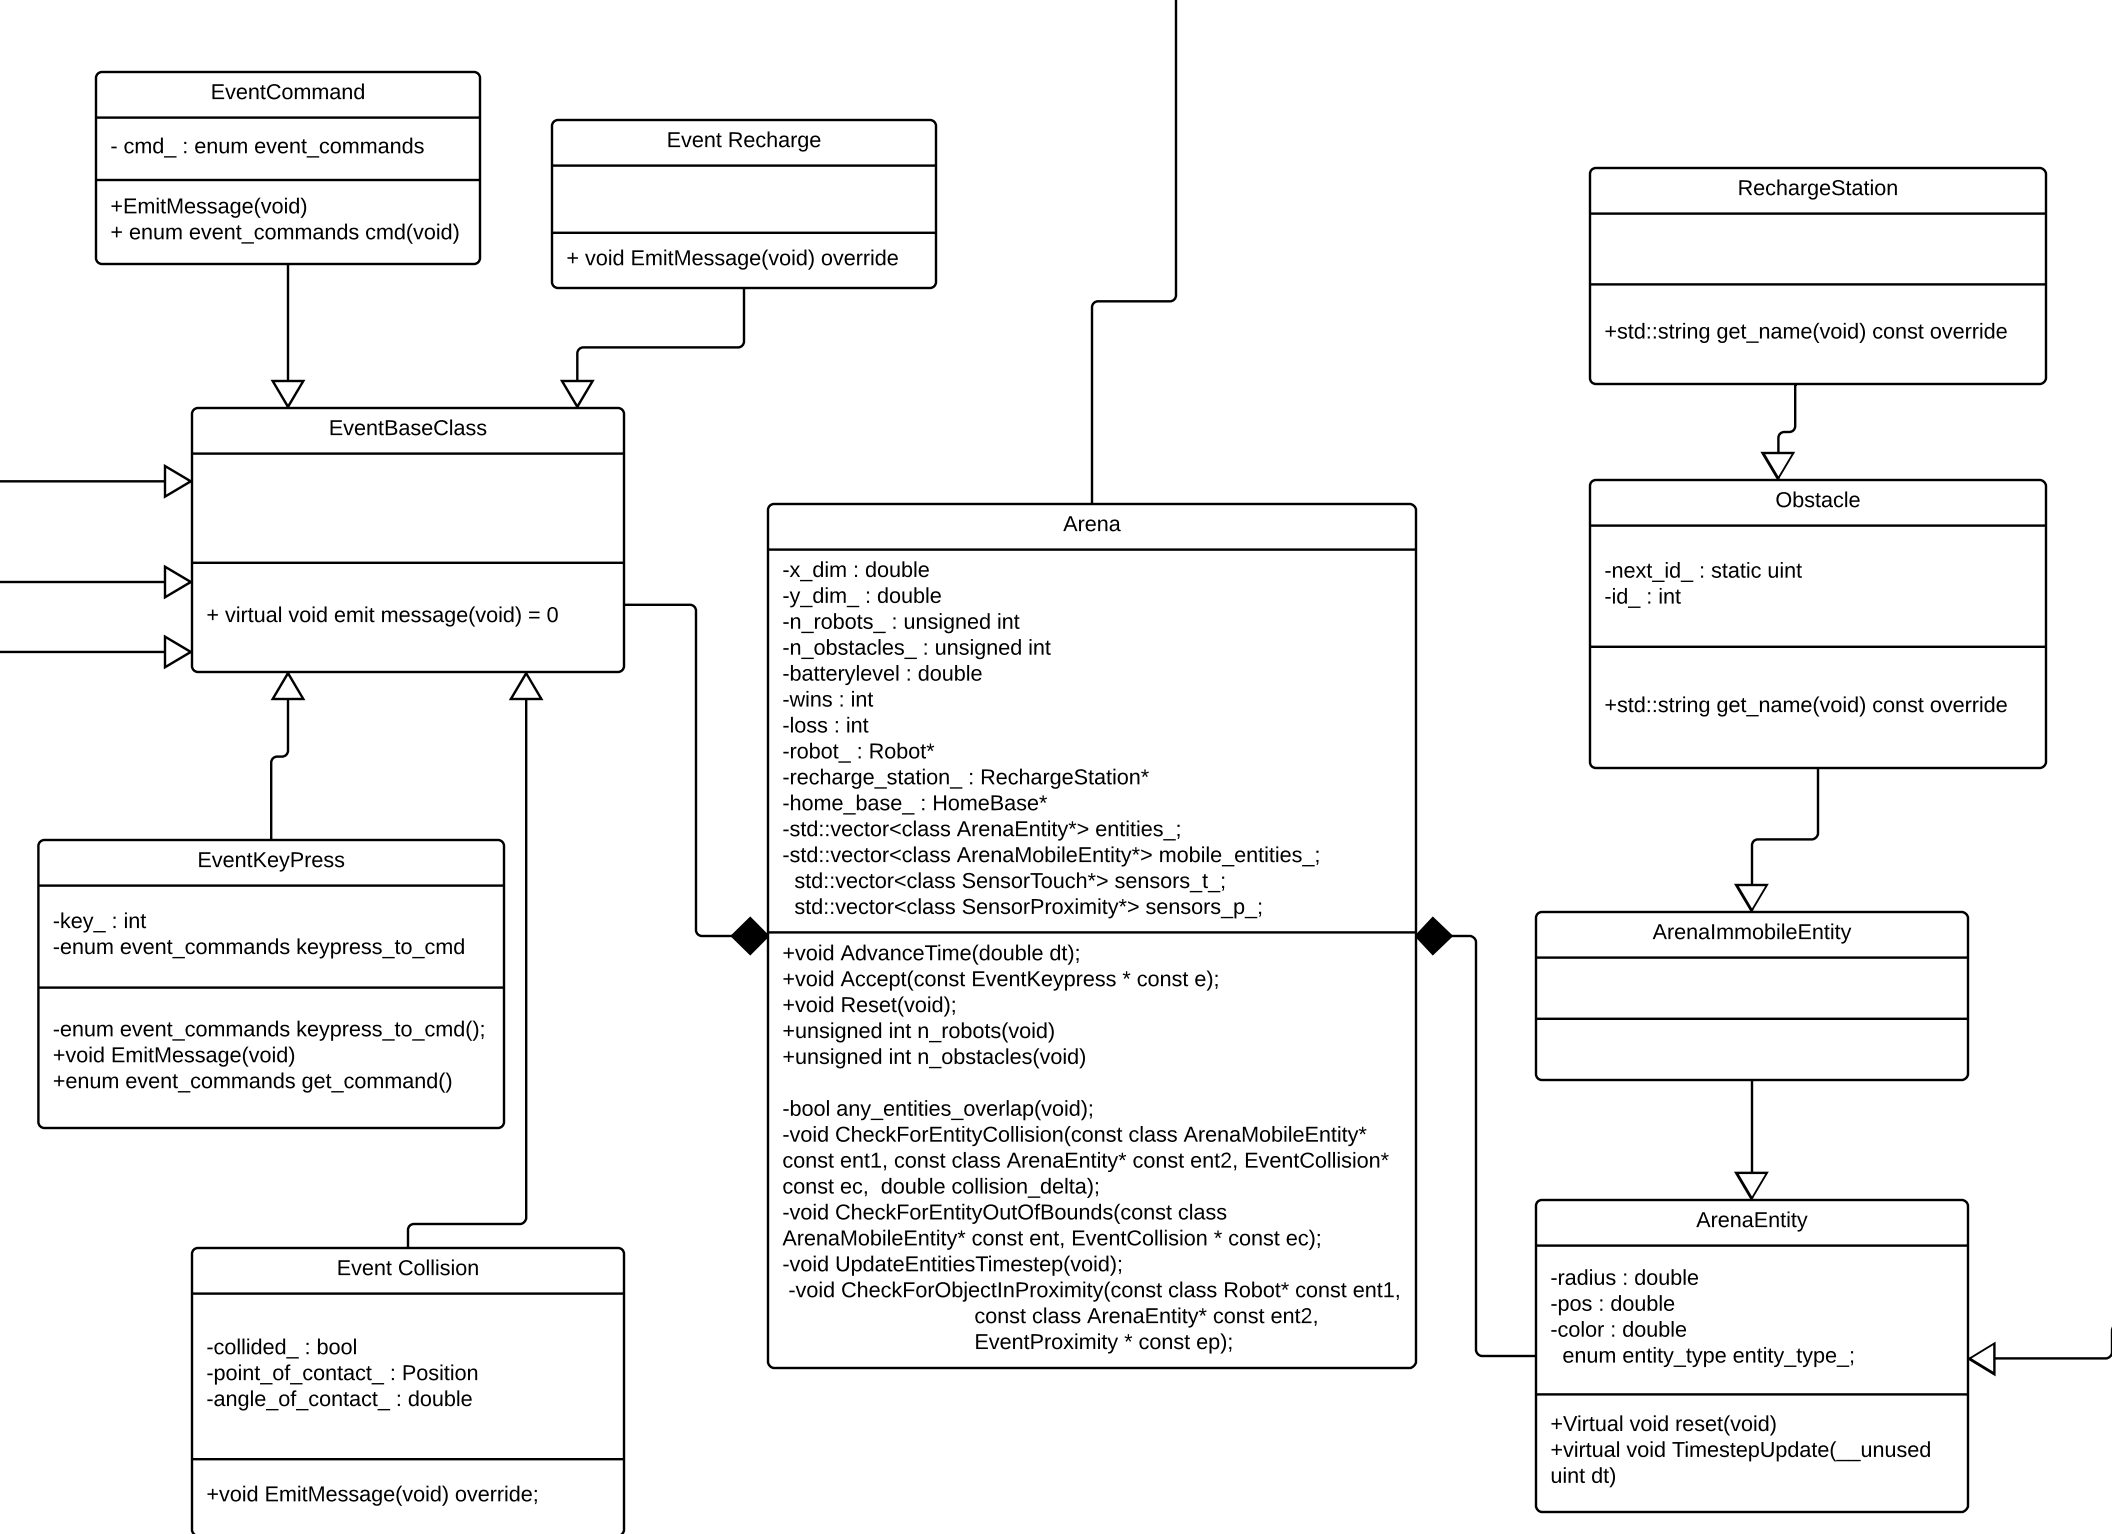 EventCommand
- cmd_ : enum event_commands
+EmitMessage(void)
+ enum event_commands cmd(void)
Event Recharge
+ void EmitMessage(void) override
RechargeStation
+std::string get_name(void) const override
EventBaseClass
+ virtual void emit message(void) = 0
Obstacle
-next_id_ : static uint
-id_ : int
+std::string get_name(void) const override
Arena
-x_dim : double
-y_dim_ : double
-n_robots_ : unsigned int
-n_obstacles_ : unsigned int
-batterylevel : double
-wins : int
-loss : int
-robot_ : Robot*
-recharge_station_ : RechargeStation*
-home_base_ : HomeBase*
-std::vector<class ArenaEntity*> entities_;
-std::vector<class ArenaMobileEntity*> mobile_entities_;
std::vector<class SensorTouch*> sensors_t_;
std::vector<class SensorProximity*> sensors_p_;
+void AdvanceTime(double dt);
+void Accept(const EventKeypress * const e);
+void Reset(void);
+unsigned int n_robots(void)
+unsigned int n_obstacles(void)
-bool any_entities_overlap(void);
-void CheckForEntityCollision(const class ArenaMobileEntity*
const ent1, const class ArenaEntity* const ent2, EventCollision*
const ec,  double collision_delta);
-void CheckForEntityOutOfBounds(const class
ArenaMobileEntity* const ent, EventCollision * const ec);
-void UpdateEntitiesTimestep(void);
-void CheckForObjectInProximity(const class Robot* const ent1,
const class ArenaEntity* const ent2,
EventProximity * const ep);
EventKeyPress
-key_ : int
-enum event_commands keypress_to_cmd
-enum event_commands keypress_to_cmd();
+void EmitMessage(void)
+enum event_commands get_command()
ArenaImmobileEntity
Event Collision
-collided_ : bool
-point_of_contact_ : Position
-angle_of_contact_ : double
+void EmitMessage(void) override;
ArenaEntity
-radius : double
-pos : double
-color : double
enum entity_type entity_type_;
+Virtual void reset(void)
+virtual void TimestepUpdate(__unused
uint dt)